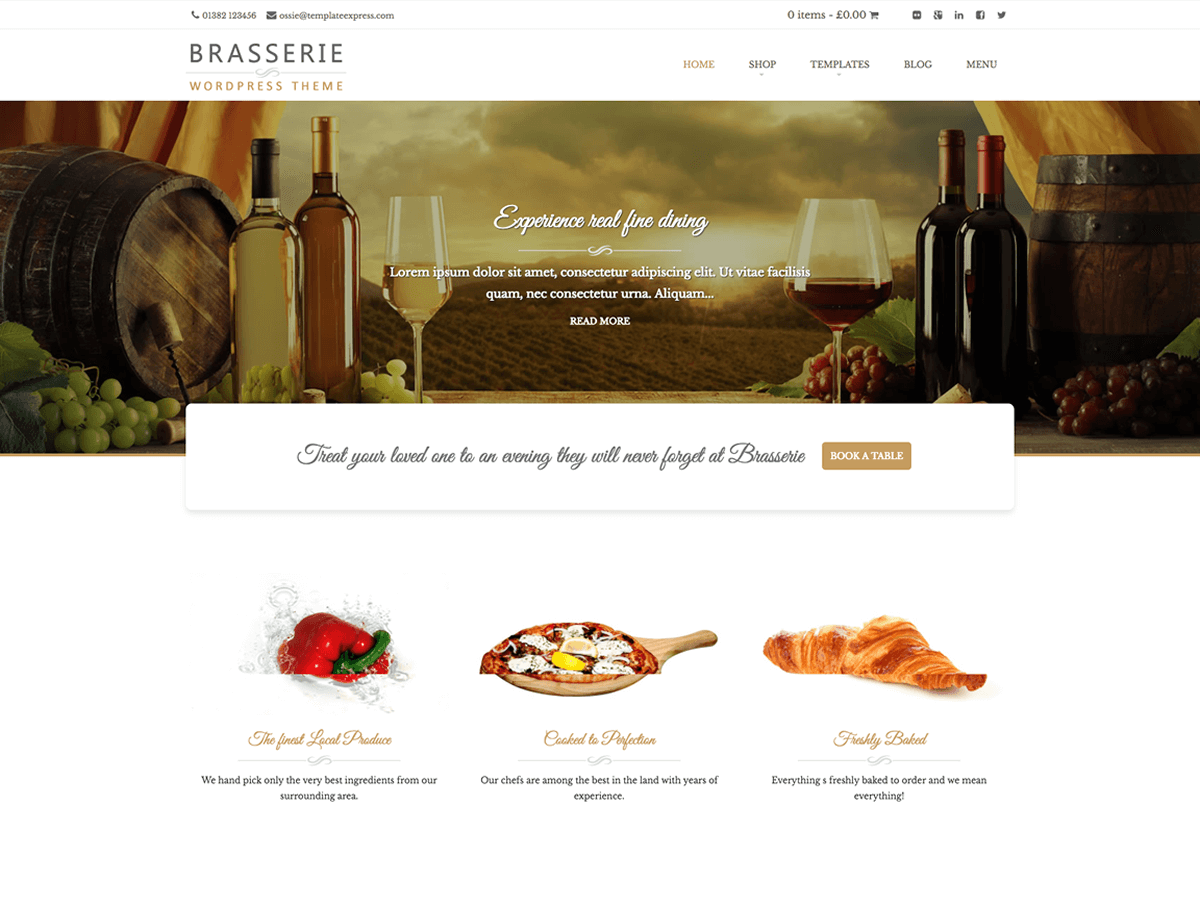 01382 123456 ossie@templateexpress.com 0 items - £0.00
BRASSERIE
WORDPRESS THEME
HOME SHOP TEMPLATES BLOG MENU
Experience real fine dining
Lorem ipsum dolor sit amet, consectetur adipiscing elit. Ut vitae facilisis
quam, nec consectetur urna. Aliquam...
READ MORE
Treat your loved one to an evening they will never forget at Brasserie BOOK A TABLE
The finest Local Produce
We hand pick only the very best ingredients from our
surrounding area.
Cooked to Perfection
Our chefs are among the best in the land with years of
experience.
Freshly Baked
Everything s freshly baked to order and we mean
everything!